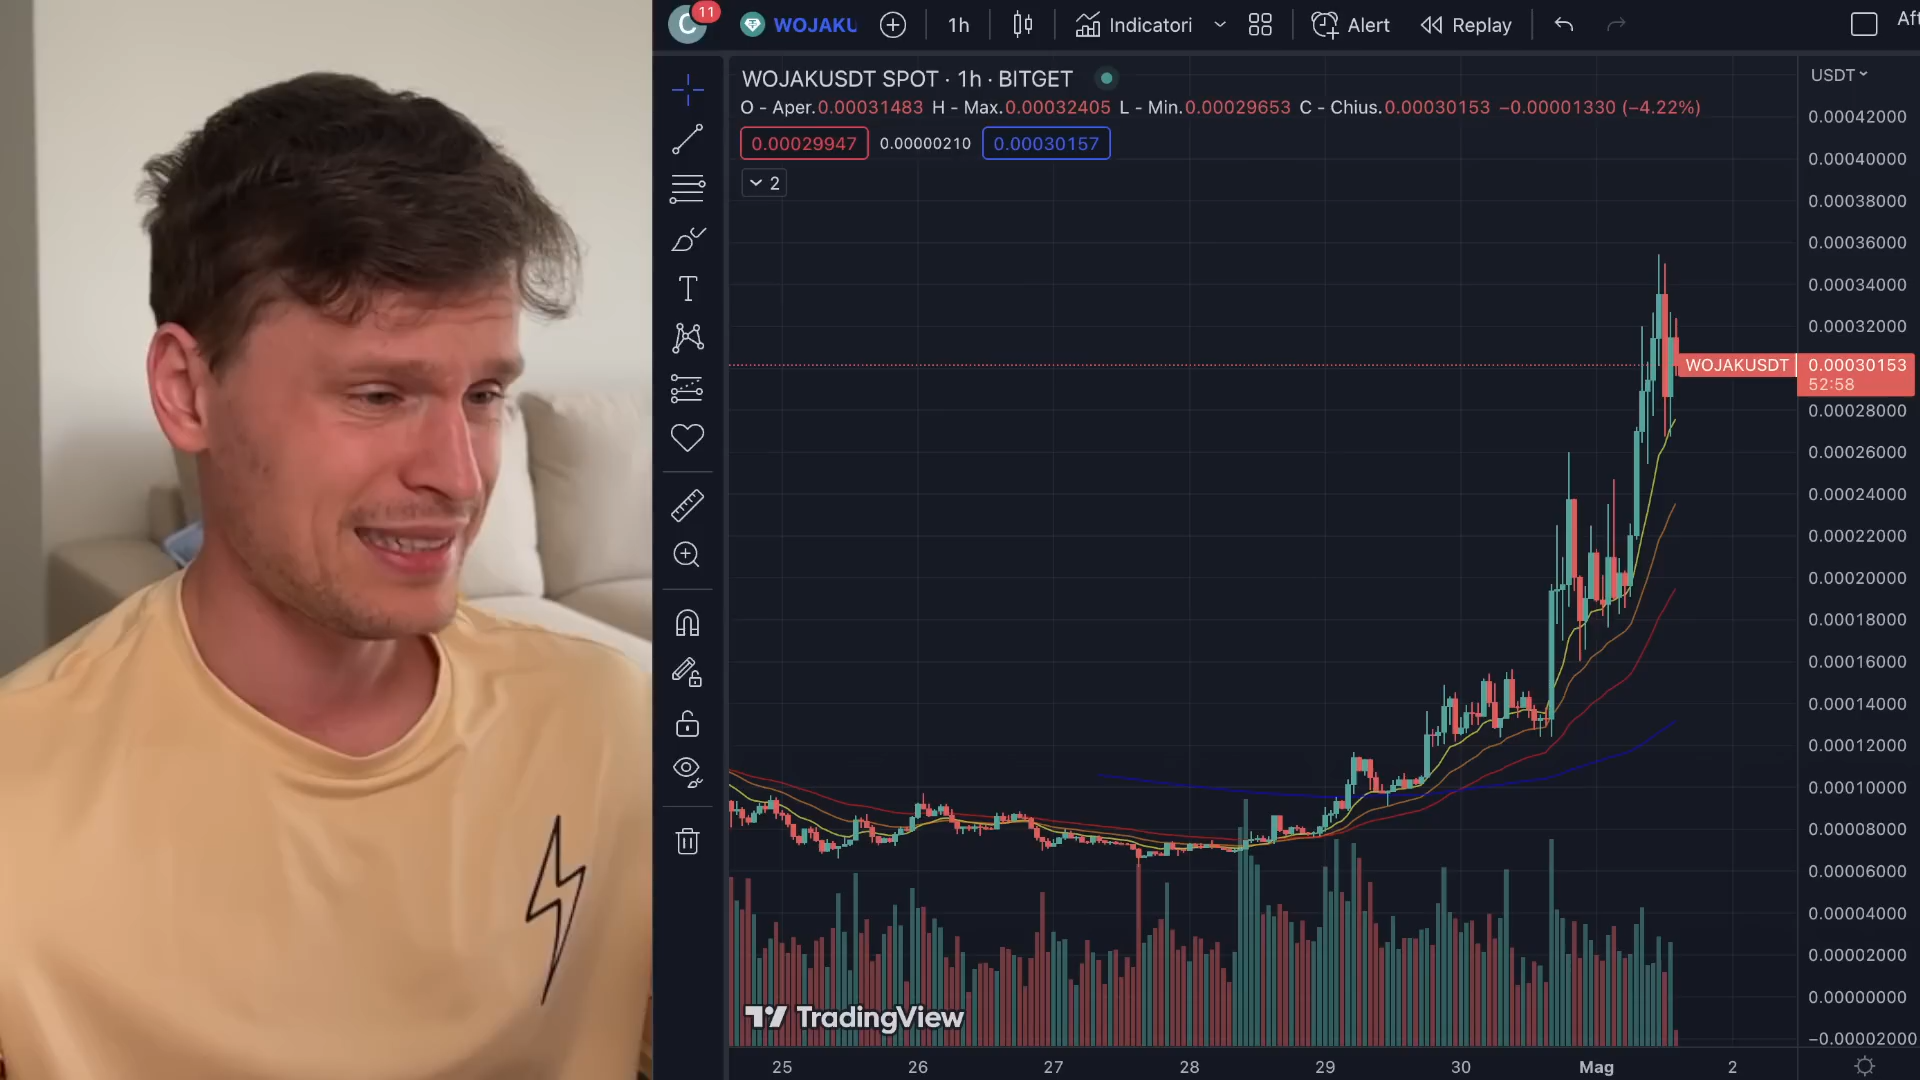 C 11 WOJAKU 1h Indicatori Alert Replay Af
WOJAKUSDT SPOT · 1h · BITGET
O - Aper.0.00031483 H - Max.0.00032405 L - Min.0.00029653 C - Chius.0.00030153 −0.00001330 (−4.22%)
0.00029947 0.00000210 0.00030157
2
T
USDT
0.00042000
0.00040000
0.00038000
0.00036000
0.00034000
0.00032000
WOJAKUSDT 0.00030153
52:58
0.00028000
0.00026000
0.00024000
0.00022000
0.00020000
0.00018000
0.00016000
0.00014000
0.00012000
0.00010000
0.00008000
0.00006000
0.00004000
0.00002000
0.00000000
−0.00002000
TradingView
25 26 27 28 29 30 Mag 2